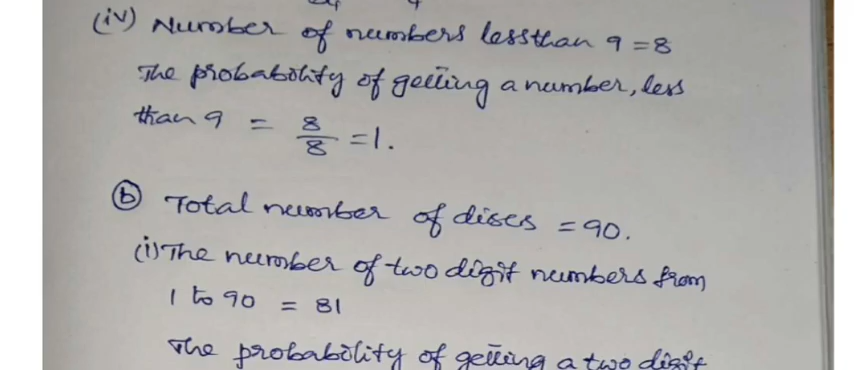 (iv) Number of numbers lessthan 9 = 8
The probability of getting a number, less
than 9 = 8/8 = 1.
(b) Total number of discs = 90.
(i) The number of two digit numbers from
1 to 90 = 81
The probability of getting a two digit